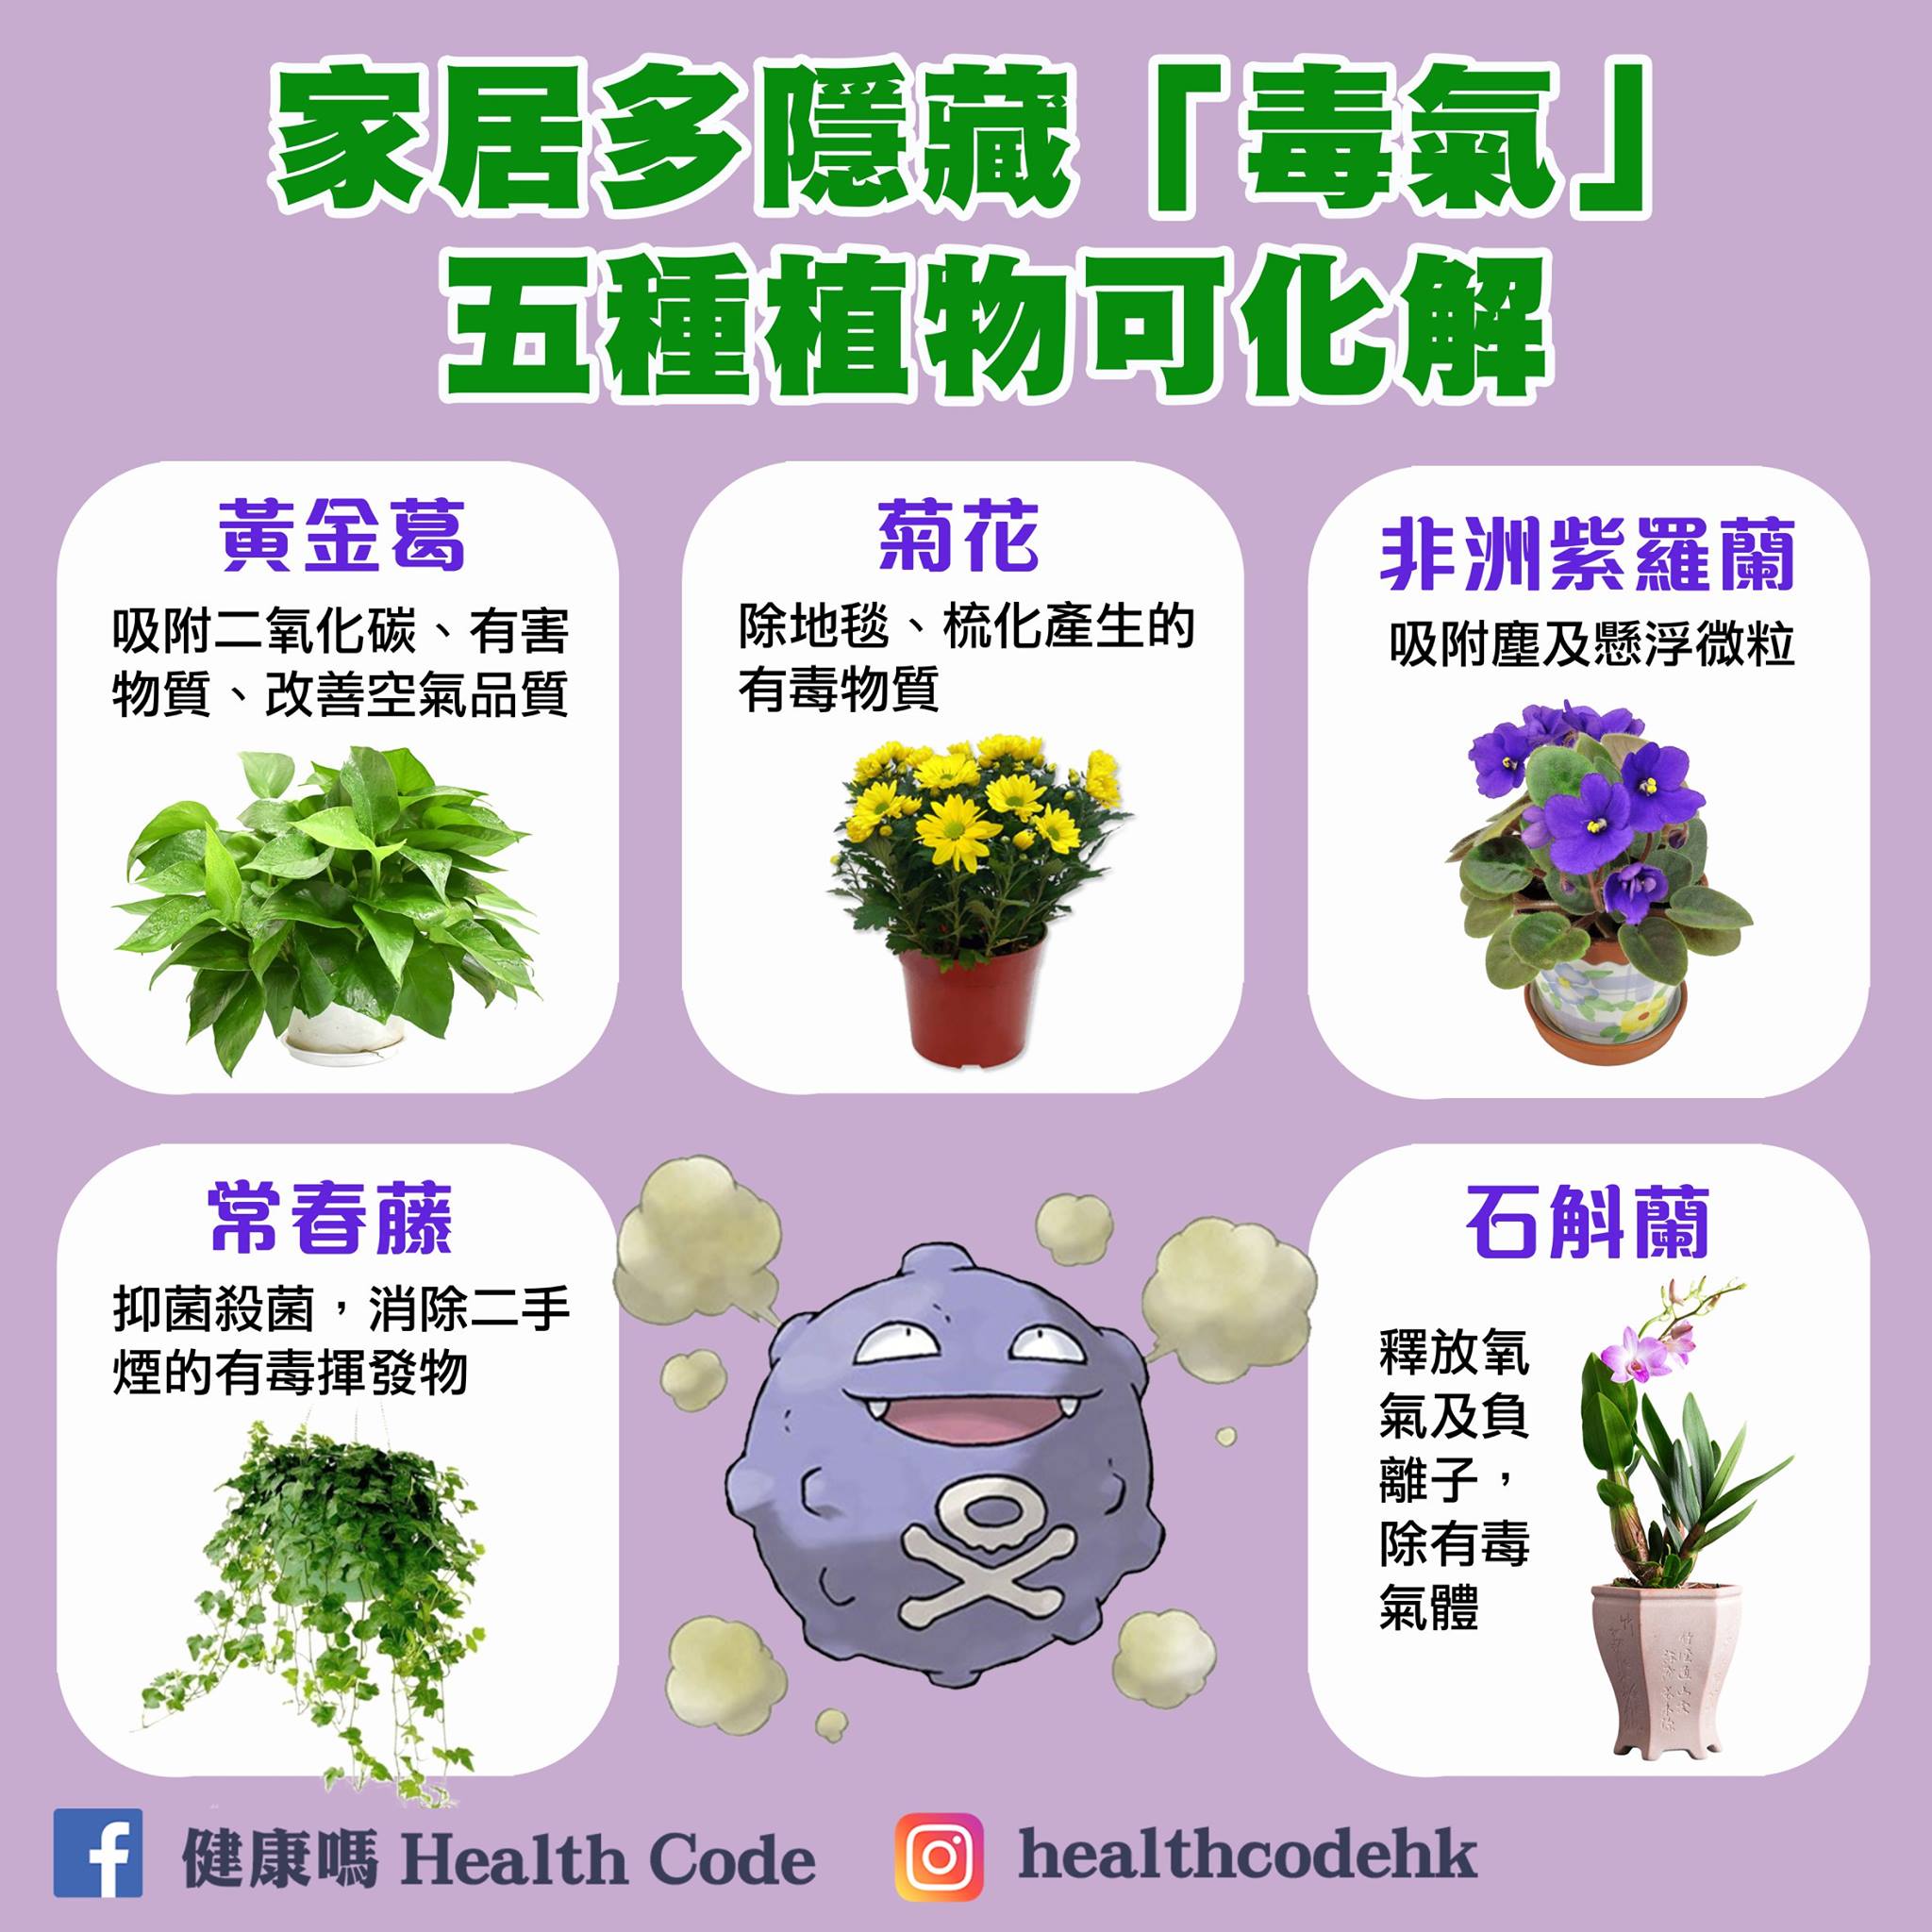 家居多隱藏「毒氣」
五種植物可化解
黃金葛
吸附二氧化碳、有害
物質、改善空氣品質
菊花
除地毯、梳化產生的
有毒物質
非洲紫羅蘭
吸附塵及懸浮微粒
常春藤
抑菌殺菌，消除二手
煙的有毒揮發物
石斛蘭
釋放氧
氣及負
離子，
除有毒
氣體
健康嗎 Health Code
healthcodehk